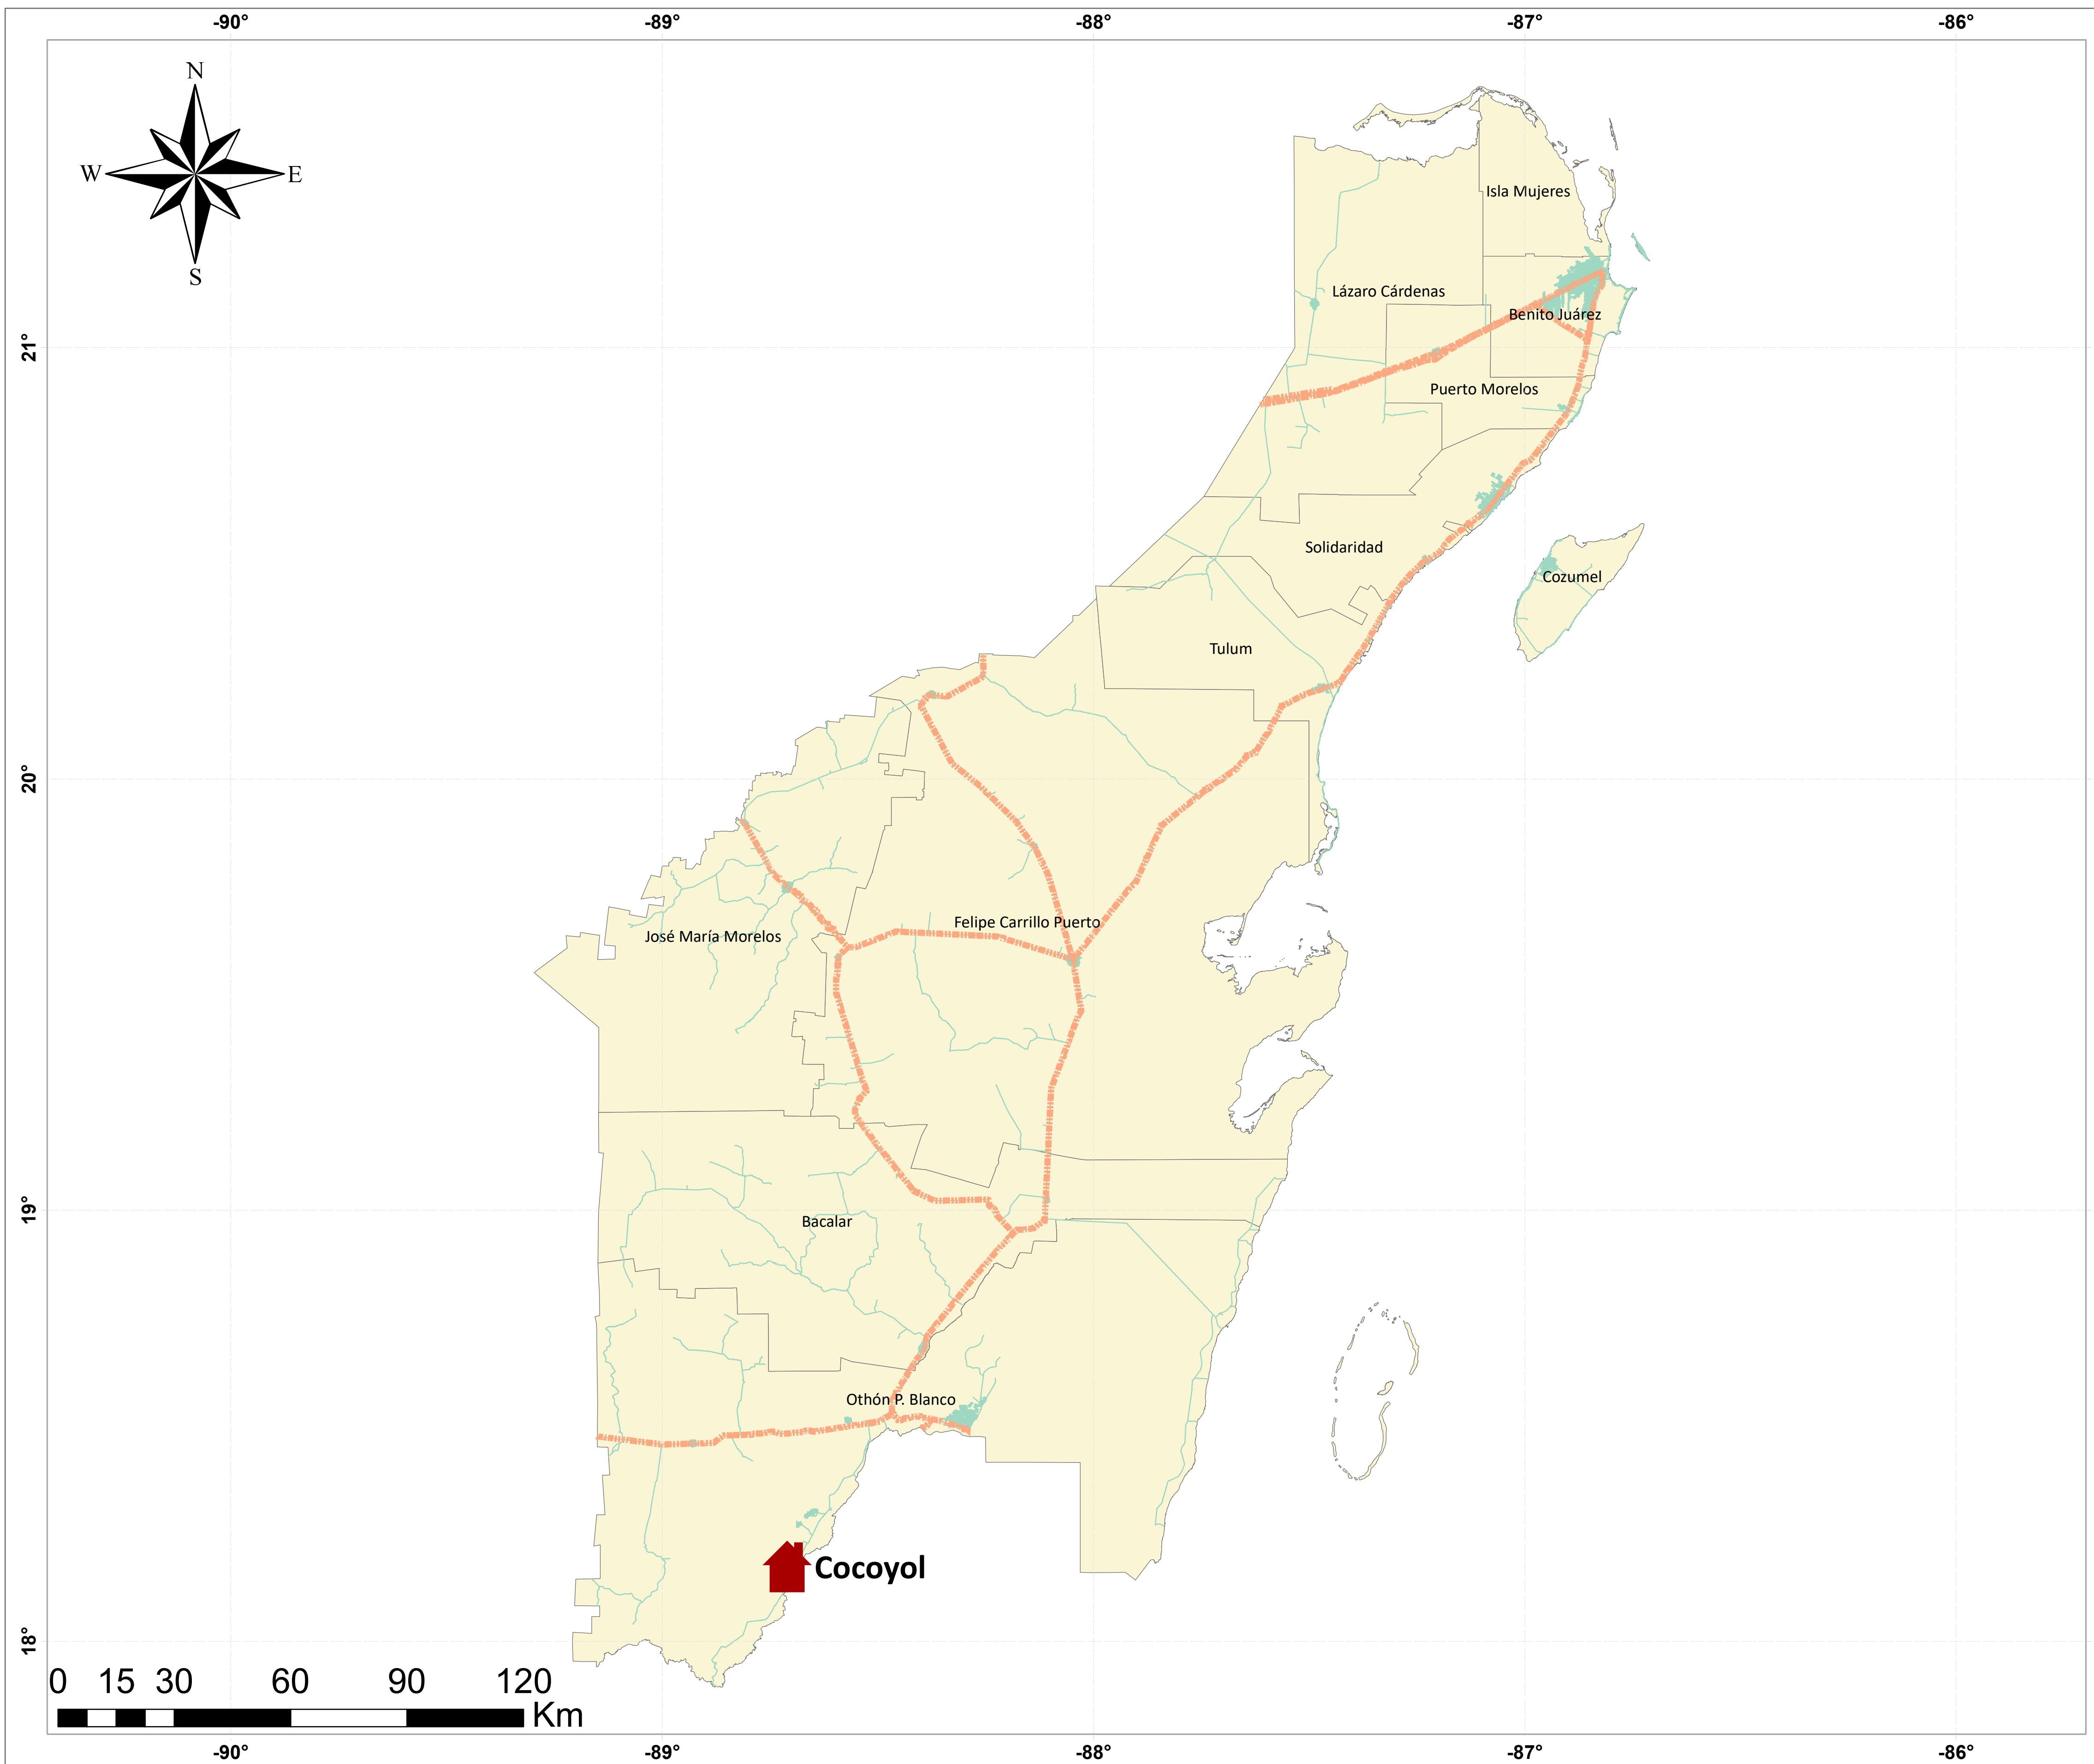 -90° -89° -88° -87° -86°
N
W E
S
Isla Mujeres
Lázaro Cárdenas
Benito Juárez
21°
Puerto Morelos
Solidaridad
Cozumel
Tulum
20°
Felipe Carrillo Puerto
José María Morelos
19°
Bacalar
Othón P. Blanco
Cocoyol
18°
0 15 30 60 90 120
Km
-90° -89° -88° -87° -86°